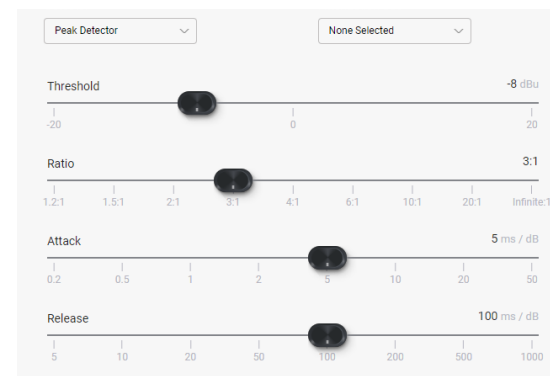 Peak Detector None Selected
Threshold -8 dBu
-20 0 20
Ratio 3:1
1.2:1 1.5:1 2:1 3:1 4:1 6:1 10:1 20:1 Infinite:1
Attack 5 ms / dB
0.2 0.5 1 2 5 10 20 50
Release 100 ms / dB
5 10 20 50 100 200 500 1000